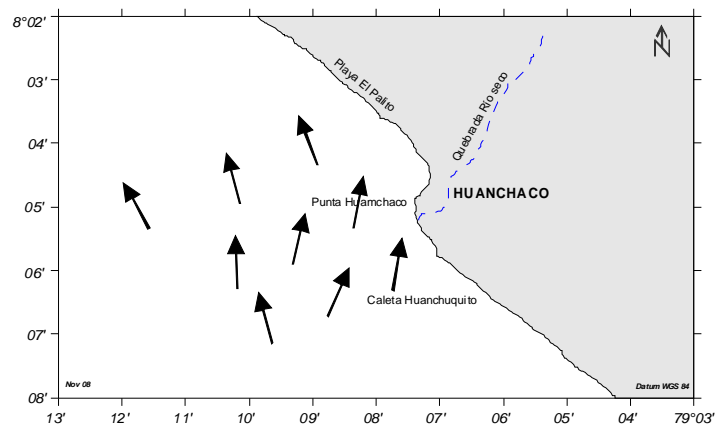 8°02'
03'
04'
05'
06'
07'
08'
N
Playa El Palito
Quebrada Rio seco
Punta Huamchaco
HUANCHACO
Caleta Huanchuquito
Nov 08
Datum WGS 84
13'
12'
11'
10'
09'
08'
07'
06'
05'
04'
79°03'